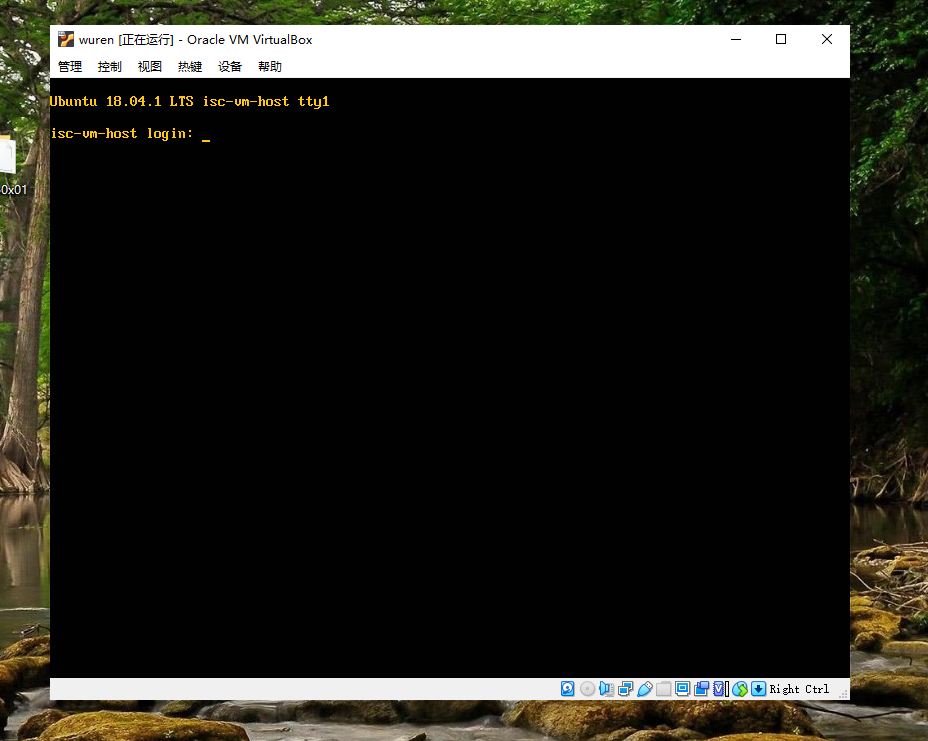 wuren [正在运行] - Oracle VM VirtualBox
管理 控制 视图 热键 设备 帮助
Ubuntu 18.04.1 LTS isc-vm-host tty1
isc-vm-host login: _
0x01
Right Ctrl